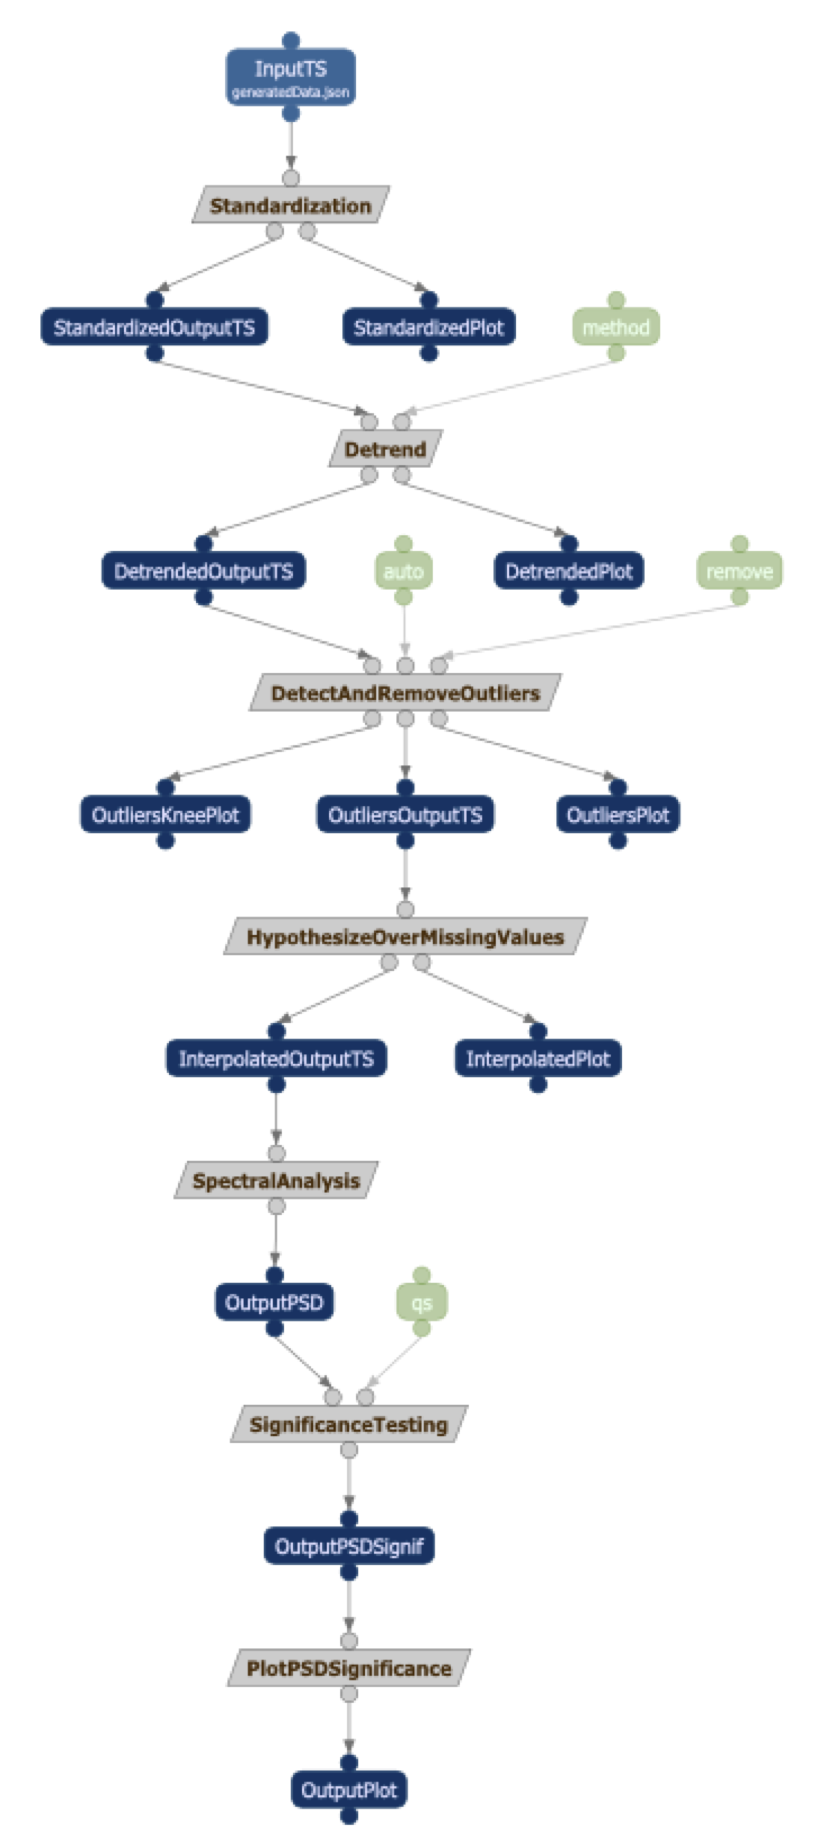 InputTS
generatedData.json
Standardization
StandardizedOutputTS
StandardizedPlot
method
Detrend
DetrendedOutputTS
auto
DetrendedPlot
remove
DetectAndRemoveOutliers
OutliersKneePlot
OutliersOutputTS
OutliersPlot
HypothesizeOverMissingValues
InterpolatedOutputTS
InterpolatedPlot
SpectralAnalysis
OutputPSD
qs
SignificanceTesting
OutputPSDSignif
PlotPSDSignificance
OutputPlot